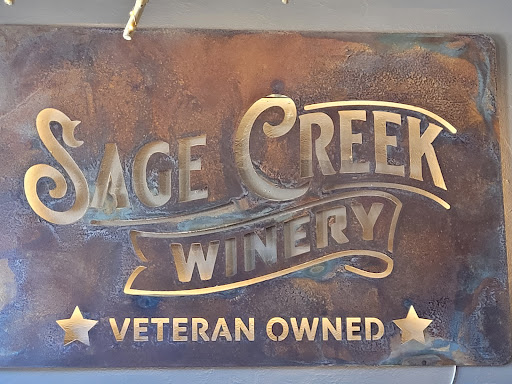 SAGE CREEK
WINERY
VETERAN OWNED